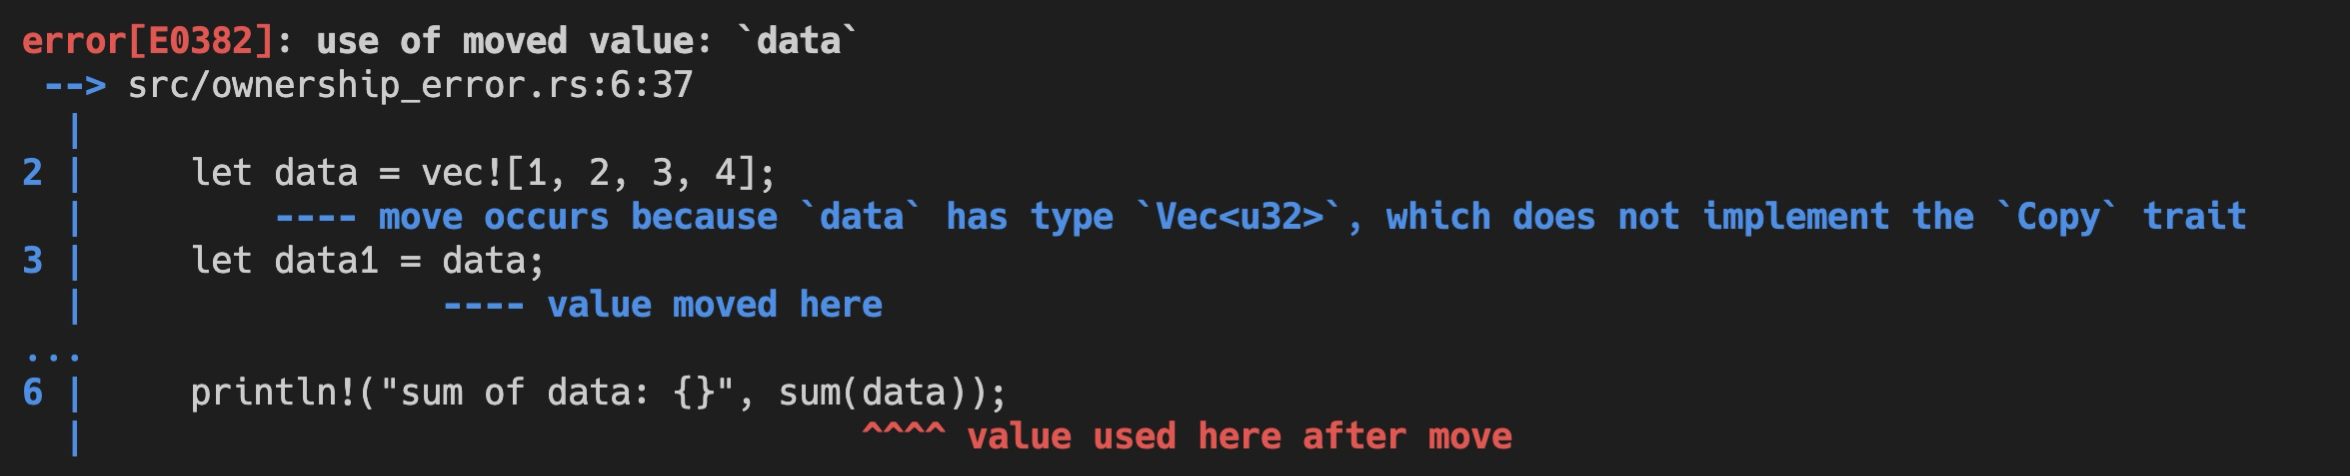 error[E0382]: use of moved value: `data`
 --> src/ownership_error.rs:6:37
  |
2 |     let data = vec![1, 2, 3, 4];
  |         ---- move occurs because `data` has type `Vec<u32>`, which does not implement the `Copy` trait
3 |     let data1 = data;
  |                 ---- value moved here
...
6 |     println!("sum of data: {}", sum(data));
  |                                     ^^^^ value used here after move